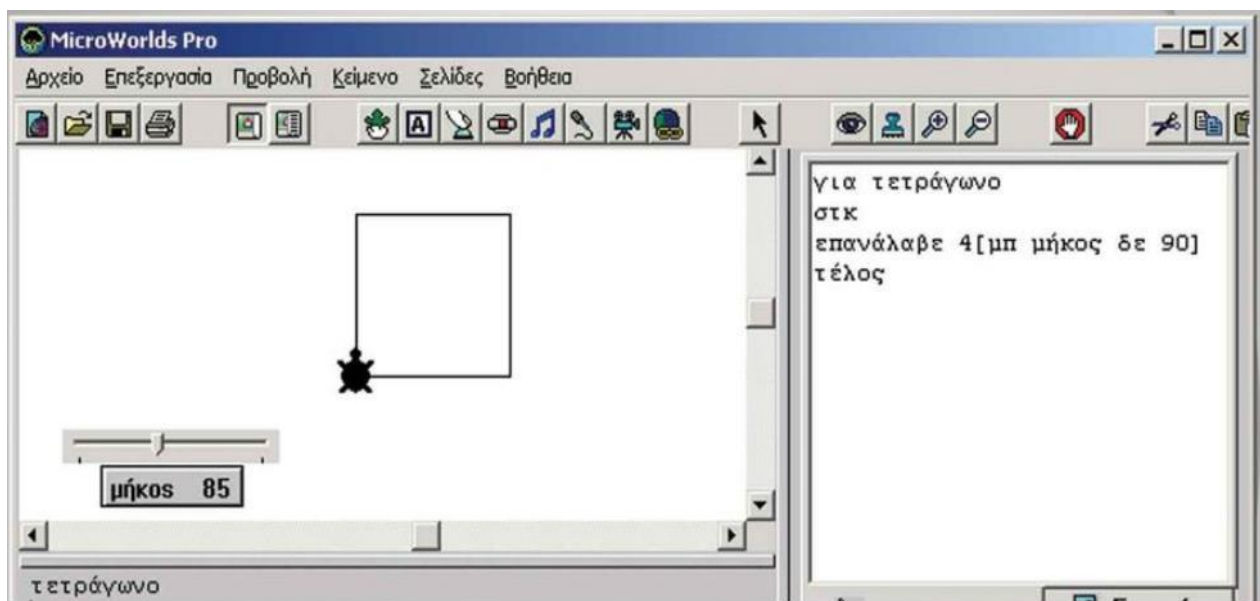 MicroWorlds Pro
Αρχείο Επεξεργασία Προβολή Κείμενο Σελίδες Βοήθεια
A
για τετράγωνο
στκ
επανάλαβε 4[μπ μήκος δε 90]
τέλος
μήκος 85
τετράγωνο